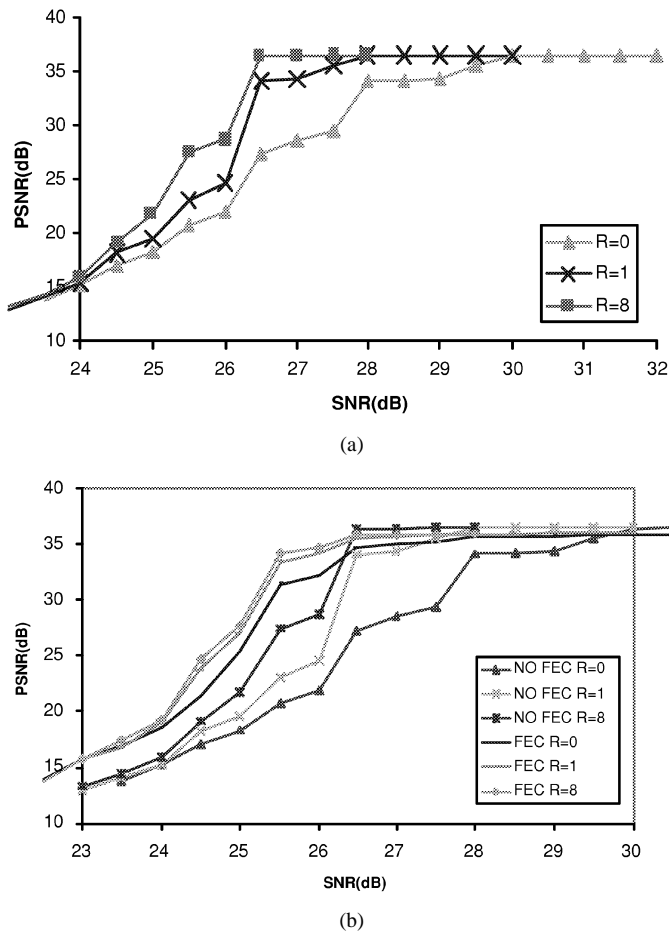 40
35
30
25
20
15
10
PSNR(dB)
R=0
R=1
R=8
24 25 26 27 28 29 30 31 32
SNR(dB)
(a)
40
35
30
25
20
15
10
PSNR(dB)
NO FEC R=0
NO FEC R=1
NO FEC R=8
FEC R=0
FEC R=1
FEC R=8
23 24 25 26 27 28 29 30
SNR(dB)
(b)